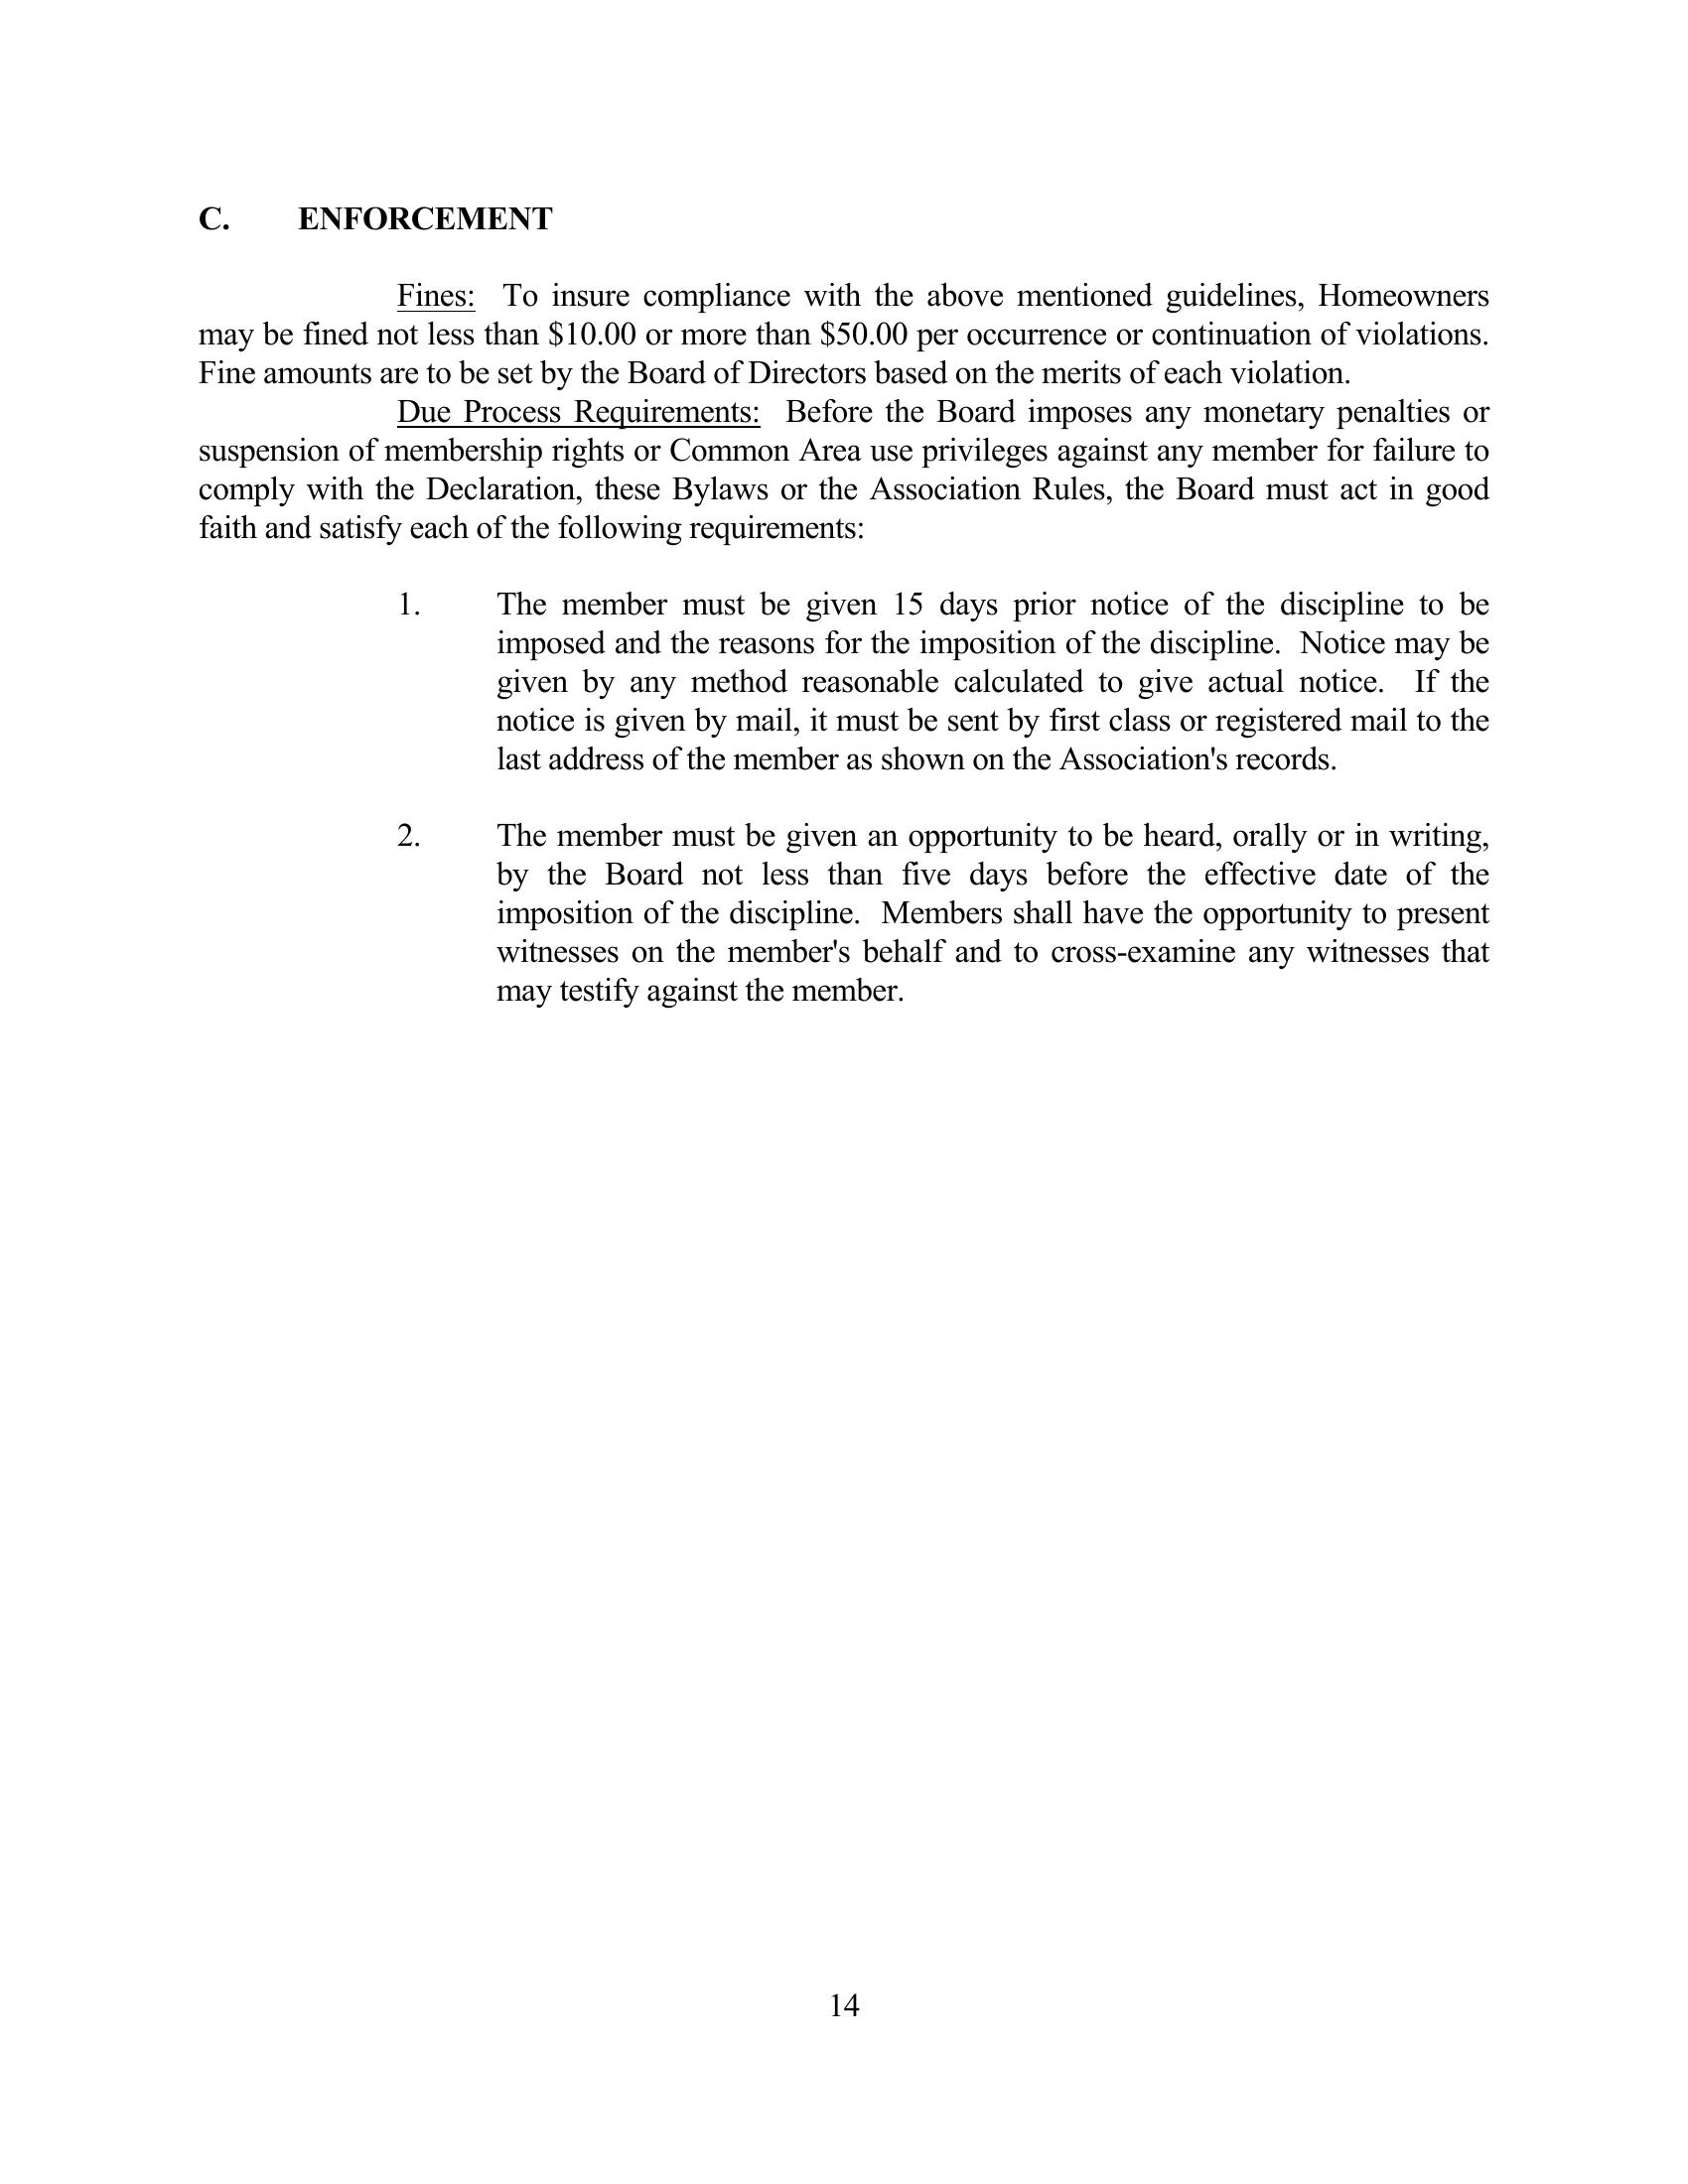 C. ENFORCEMENT
Fines: To insure compliance with the above mentioned guidelines, Homeowners
may be fined not less than $10.00 or more than $50.00 per occurrence or continuation of violations.
Fine amounts are to be set by the Board of Directors based on the merits of each violation.
Due Process Requirements: Before the Board imposes any monetary penalties or
suspension of membership rights or Common Area use privileges against any member for failure to
comply with the Declaration, these Bylaws or the Association Rules, the Board must act in good
faith and satisfy each of the following requirements:
1. The member must be given 15 days prior notice of the discipline to be
imposed and the reasons for the imposition of the discipline. Notice may be
given by any method reasonable calculated to give actual notice. If the
notice is given by mail, it must be sent by first class or registered mail to the
last address of the member as shown on the Association's records.
2. The member must be given an opportunity to be heard, orally or in writing,
by the Board not less than five days before the effective date of the
imposition of the discipline. Members shall have the opportunity to present
witnesses on the member's behalf and to cross-examine any witnesses that
may testify against the member.
14